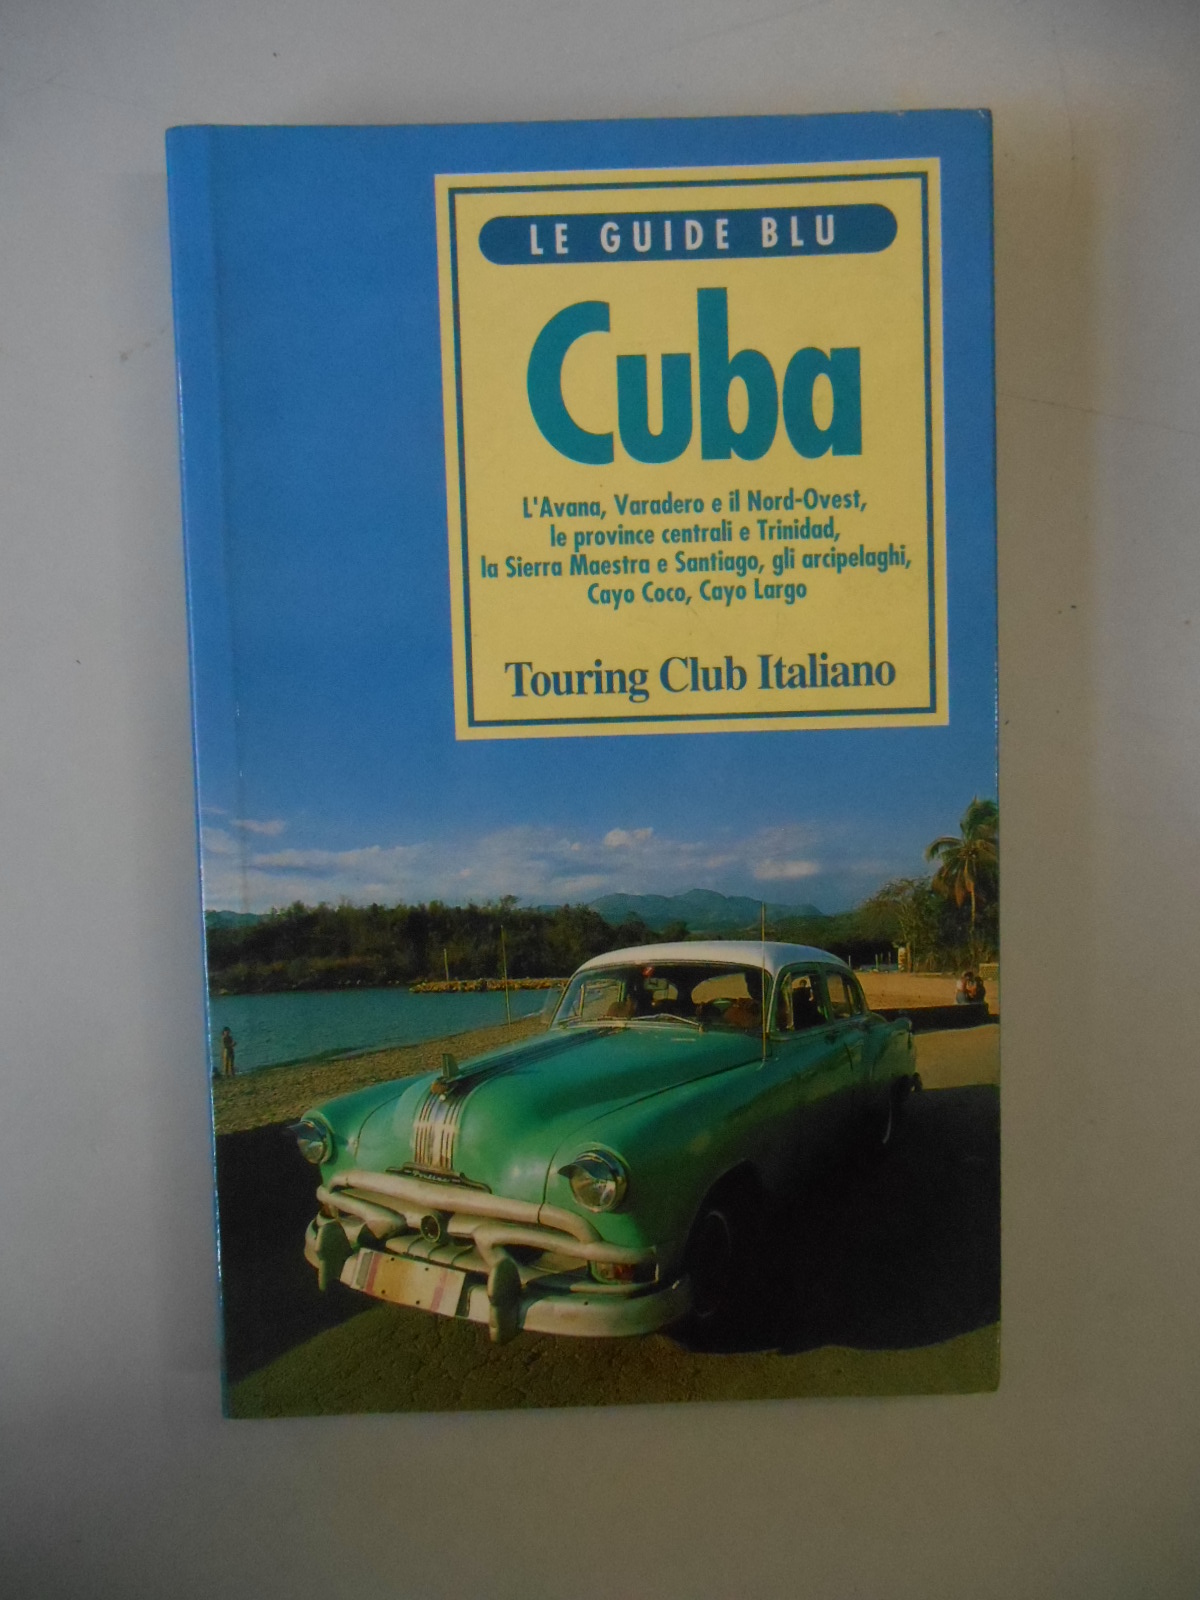 LE GUIDE BLU
Cuba
L'Avana, Varadero e il Nord-Ovest,
le province centrali e Trinidad,
la Sierra Maestra e Santiago, gli arcipelaghi,
Cayo Coco, Cayo Largo
Touring Club Italiano